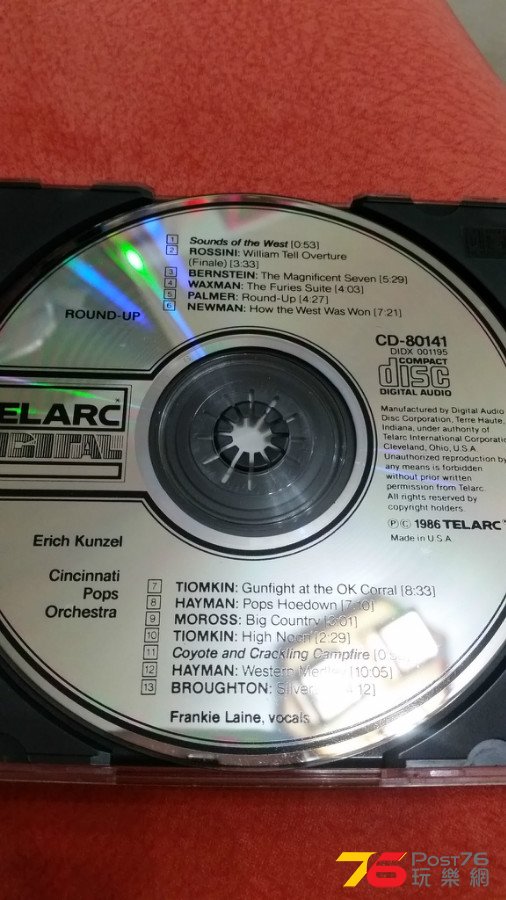 1 Sounds of the West [0:53]
2 ROSSINI: William Tell Overture
(Finale) [3:33]
3 BERNSTEIN: The Magnificent Seven [5:29]
4 WAXMAN: The Furies Suite [4:03]
5 PALMER: Round-Up [4:27]
6 NEWMAN: How the West Was Won [7:21]
ROUND-UP
CD-80141
DIDX 001195
COMPACT
disc
DIGITAL AUDIO
TELARC
DIGITAL
Manufactured by Digital Audio
Disc Corporation, Terre Haute,
Indiana, under authority of
Telarc International Corporation
Cleveland, Ohio, U.S.A.
Unauthorized reproduction by
any means is forbidden
without prior written
permission from Telarc.
All rights reserved by
copyright holders.
℗ © 1986 TELARC
Made in U.S.A.
Erich Kunzel
Cincinnati
Pops
Orchestra
7 TIOMKIN: Gunfight at the OK Corral [8:33]
8 HAYMAN: Pops Hoedown
9 MOROSS: Big Country
10 TIOMKIN: High Noon [2:29]
11 Coyote and Crackling Campfire
12 HAYMAN: Western Medley [10:05]
13 BROUGHTON:
Frankie Laine, vocals
76 Post76
玩樂網